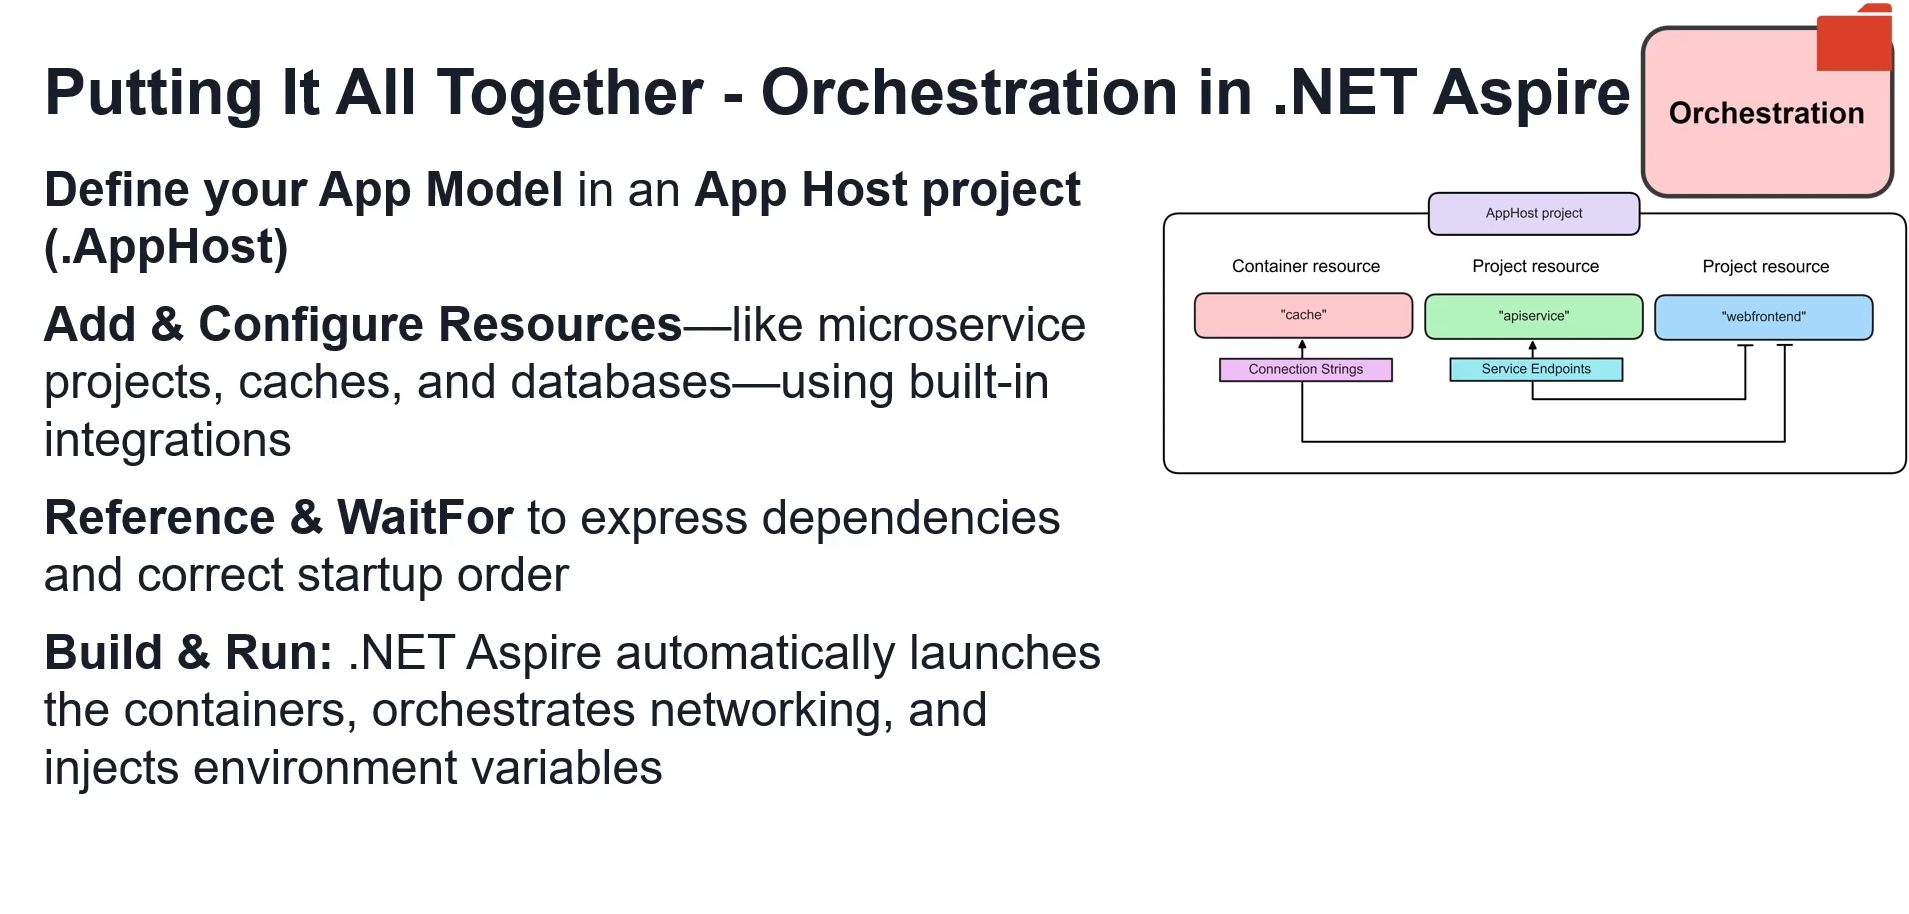 Putting It All Together - Orchestration in .NET Aspire
Orchestration
Define your App Model in an App Host project
(.AppHost)
Add & Configure Resources—like microservice
projects, caches, and databases—using built-in
integrations
Reference & WaitFor to express dependencies
and correct startup order
Build & Run: .NET Aspire automatically launches
the containers, orchestrates networking, and
injects environment variables
AppHost project
Container resource
Project resource
Project resource
"cache"
"apiservice"
"webfrontend"
Connection Strings
Service Endpoints